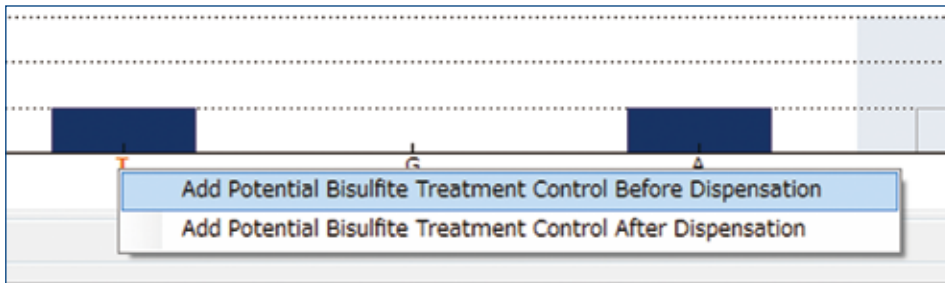 T G A
Add Potential Bisulfite Treatment Control Before Dispensation
Add Potential Bisulfite Treatment Control After Dispensation